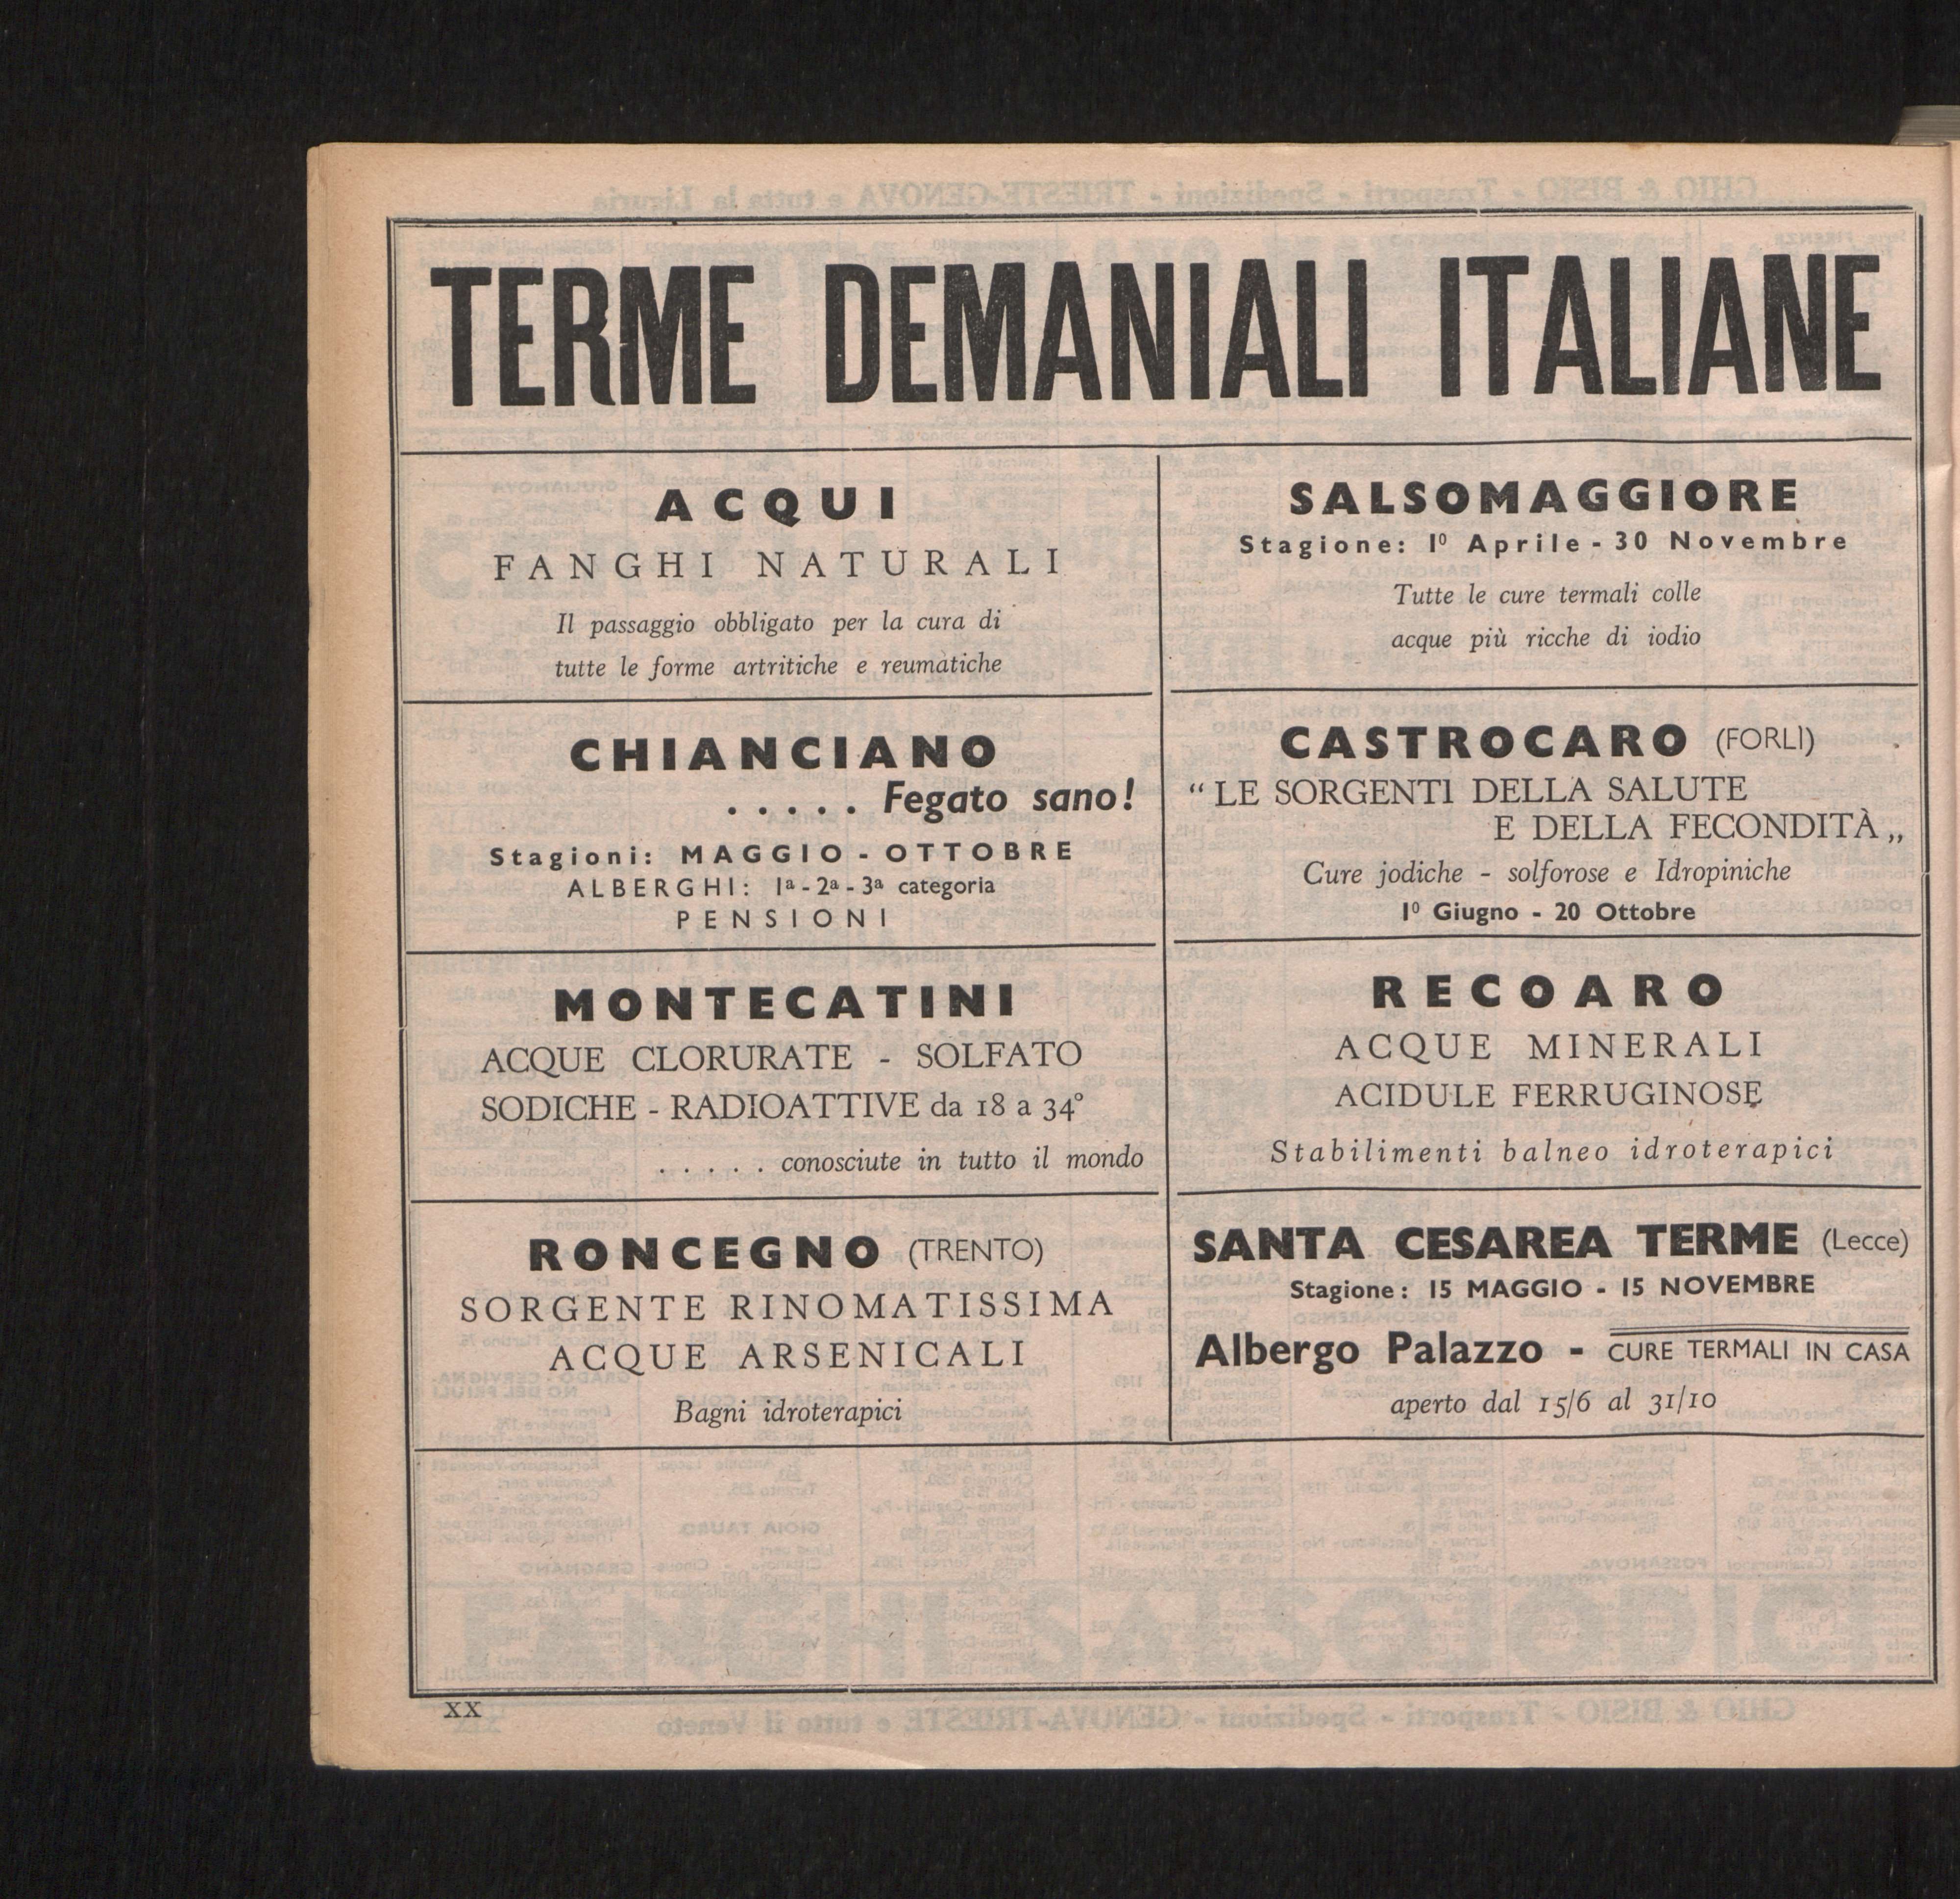 TERME DEMANIALI ITALIANE
ACQUI
FANGHI NATURALI
Il passaggio obbligato per la cura di
tutte le forme artritiche e reumatiche
CHIANCIANO
. . . . . Fegato sano!
Stagioni: MAGGIO - OTTOBRE
ALBERGHI: 1ª - 2ª - 3ª categoria
PENSIONI
MONTECATINI
ACQUE CLORURATE - SOLFATO
SODICHE - RADIOATTIVE da 18 a 34°
. . . . . conosciute in tutto il mondo
RONCEGNO (TRENTO)
SORGENTE RINOMATISSIMA
ACQUE ARSENICALI
Bagni idroterapici
SALSOMAGGIORE
Stagione: 1º Aprile - 30 Novembre
Tutte le cure termali colle
acque più ricche di iodio
CASTROCARO (FORLÌ)
“ LE SORGENTI DELLA SALUTE
E DELLA FECONDITÀ „
Cure jodiche - solforose e Idropiniche
1º Giugno - 20 Ottobre
RECOARO
ACQUE MINERALI
ACIDULE FERRUGINOSE
Stabilimenti balneo idroterapici
SANTA CESAREA TERME (Lecce)
Stagione: 15 MAGGIO - 15 NOVEMBRE
Albergo Palazzo - CURE TERMALI IN CASA
aperto dal 15/6 al 31/10
XX